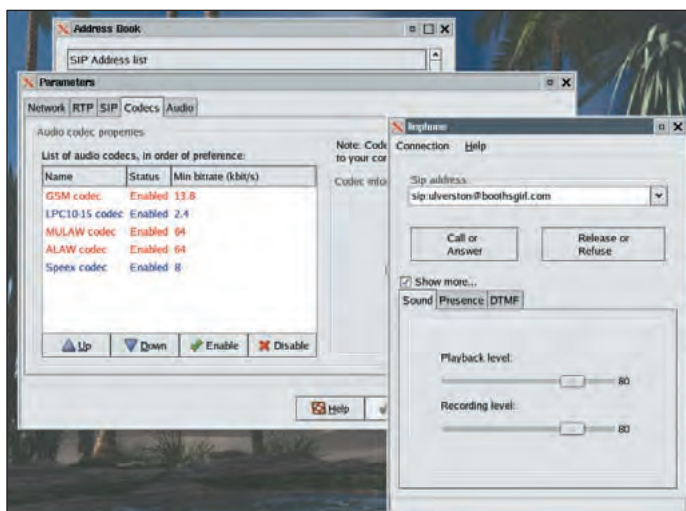 Address Book
SIP Address list
Parameters
Network RTP SIP Codecs Audio
Audio codec properties
List of audio codecs, in order of preference:
Name Status Min bitrate (kbit/s)
GSM codec Enabled 13.8
LPC10-15 codec Enabled 2.4
MULAW codec Enabled 64
ALAW codec Enabled 64
Speex codec Enabled 8
Up Down Enable Disable
Note: Code
to your cor
Codec info
Help
linphone
Connection Help
Sip address:
sip:ulverston@boothsgirl.com
Call or
Answer
Release or
Refuse
Show more...
Sound Presence DTMF
Playback level:
80
Recording level:
80